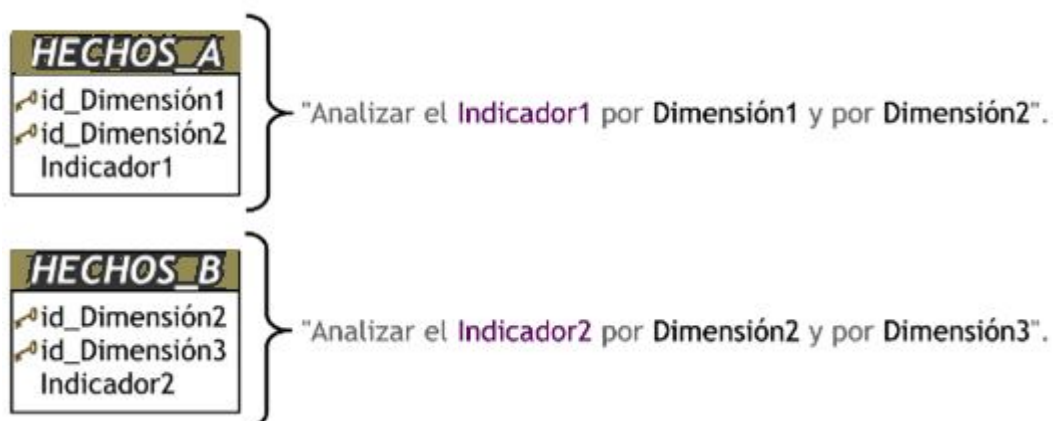 HECHOS_A
id_Dimensión1
id_Dimensión2
Indicador1
"Analizar el Indicador1 por Dimensión1 y por Dimensión2".
HECHOS_B
id_Dimensión2
id_Dimensión3
Indicador2
"Analizar el Indicador2 por Dimensión2 y por Dimensión3".